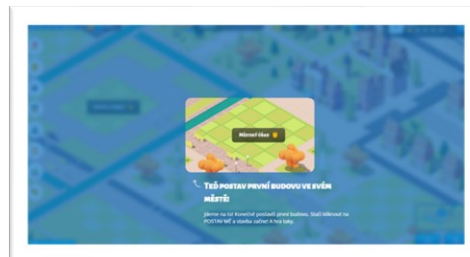 TEĎ POSTAV PRVNÍ BUDOVU VE SVÉM
MĚSTĚ!
Jdeme na to! Konečně postavíš první budovu. Stačí kliknout na
POSTAV MĚ a stavba začne! A hra taky.